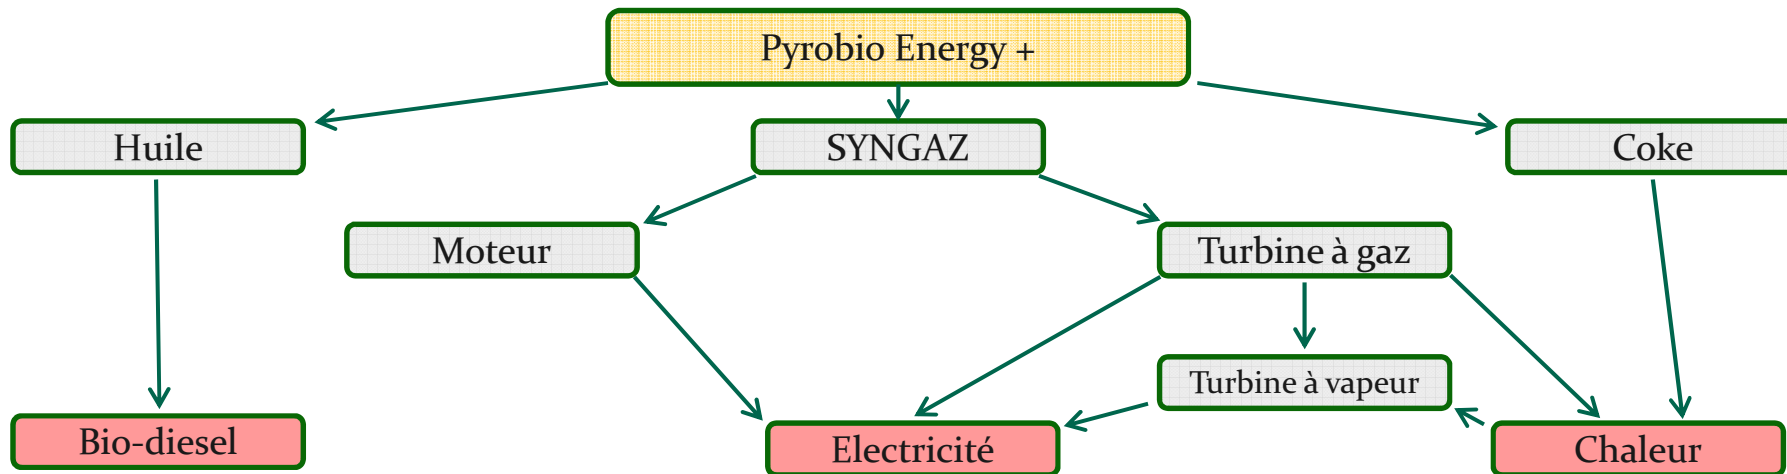 Pyrobio Energy +
Huile
SYNGAZ
Coke
Moteur
Turbine à gaz
Turbine à vapeur
Bio-diesel
Electricité
Chaleur